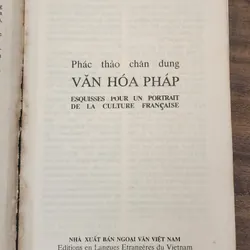 Phác thảo chân dung
VĂN HÓA PHÁP
ESQUISSES POUR UN PORTRAIT
DE LA CULTURE FRANÇAISE
NHÀ XUẤT BẢN NGOẠI VĂN VIỆT NAM
Editions en Langues Etrangères du Vietnam